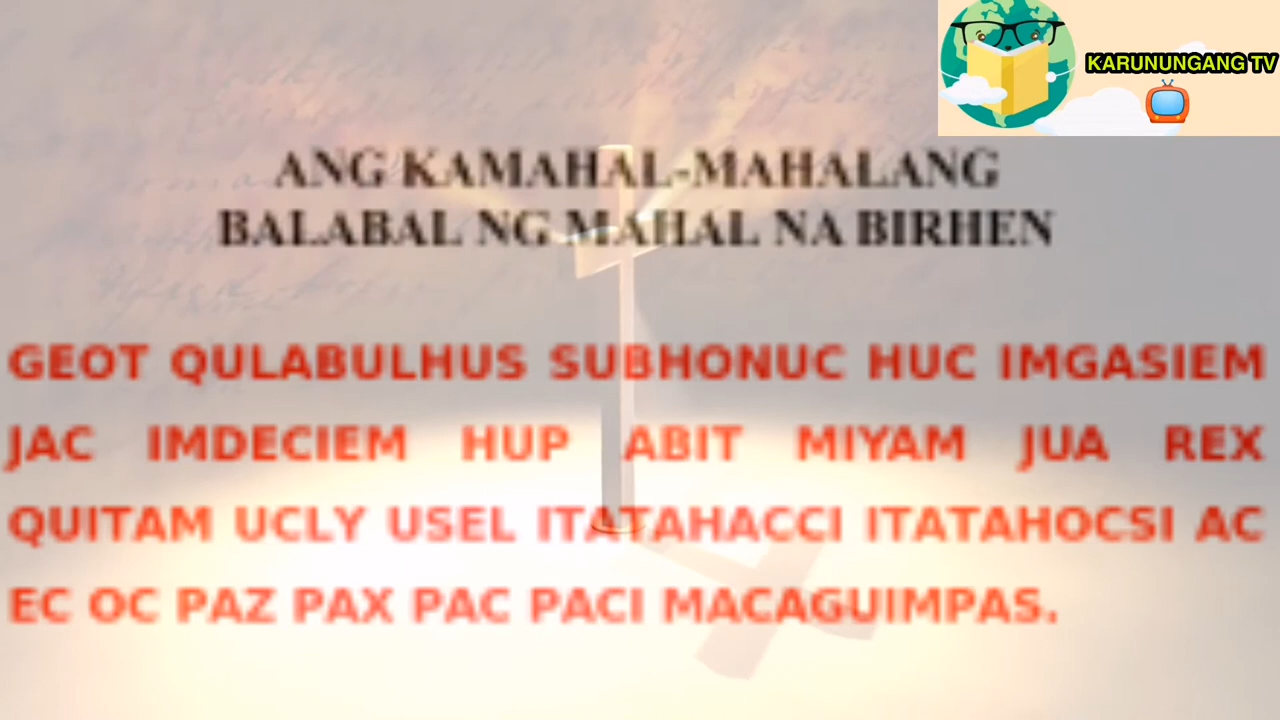 KARUNUNGANG TV
ANG KAMAHAL-MAHALANG
BALABAL NG MAHAL NA BIRHEN
GEOT QULABULHUS SUBHONUC HUC IMGASIEM
JAC IMDECIEM HUP ABIT MIYAM JUA REX
QUITAM UCLY USEL ITATAHACCI ITATAHOCSI AC
EC OC PAZ PAX PAC PACI MACAGUIMPAS.